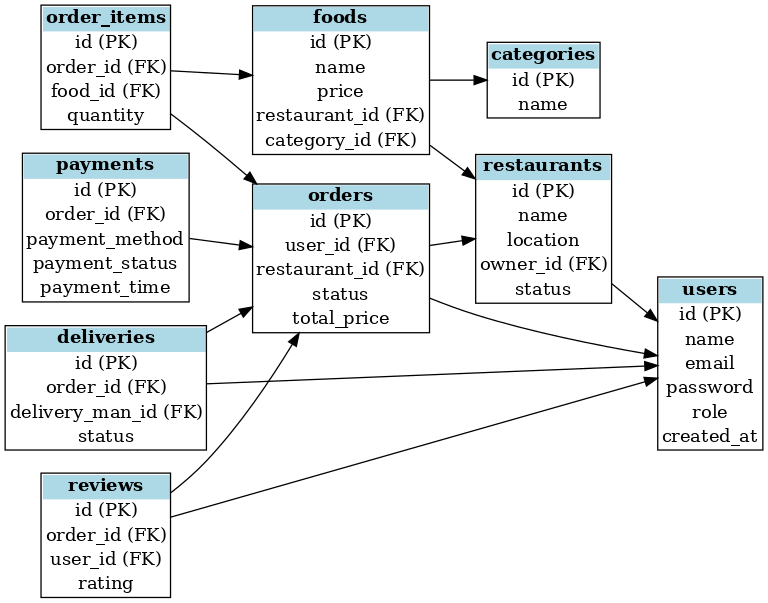 order_items
id (PK)
order_id (FK)
food_id (FK)
quantity
payments
id (PK)
order_id (FK)
payment_method
payment_status
payment_time
deliveries
id (PK)
order_id (FK)
delivery_man_id (FK)
status
reviews
id (PK)
order_id (FK)
user_id (FK)
rating
foods
id (PK)
name
price
restaurant_id (FK)
category_id (FK)
orders
id (PK)
user_id (FK)
restaurant_id (FK)
status
total_price
categories
id (PK)
name
restaurants
id (PK)
name
location
owner_id (FK)
status
users
id (PK)
name
email
password
role
created_at